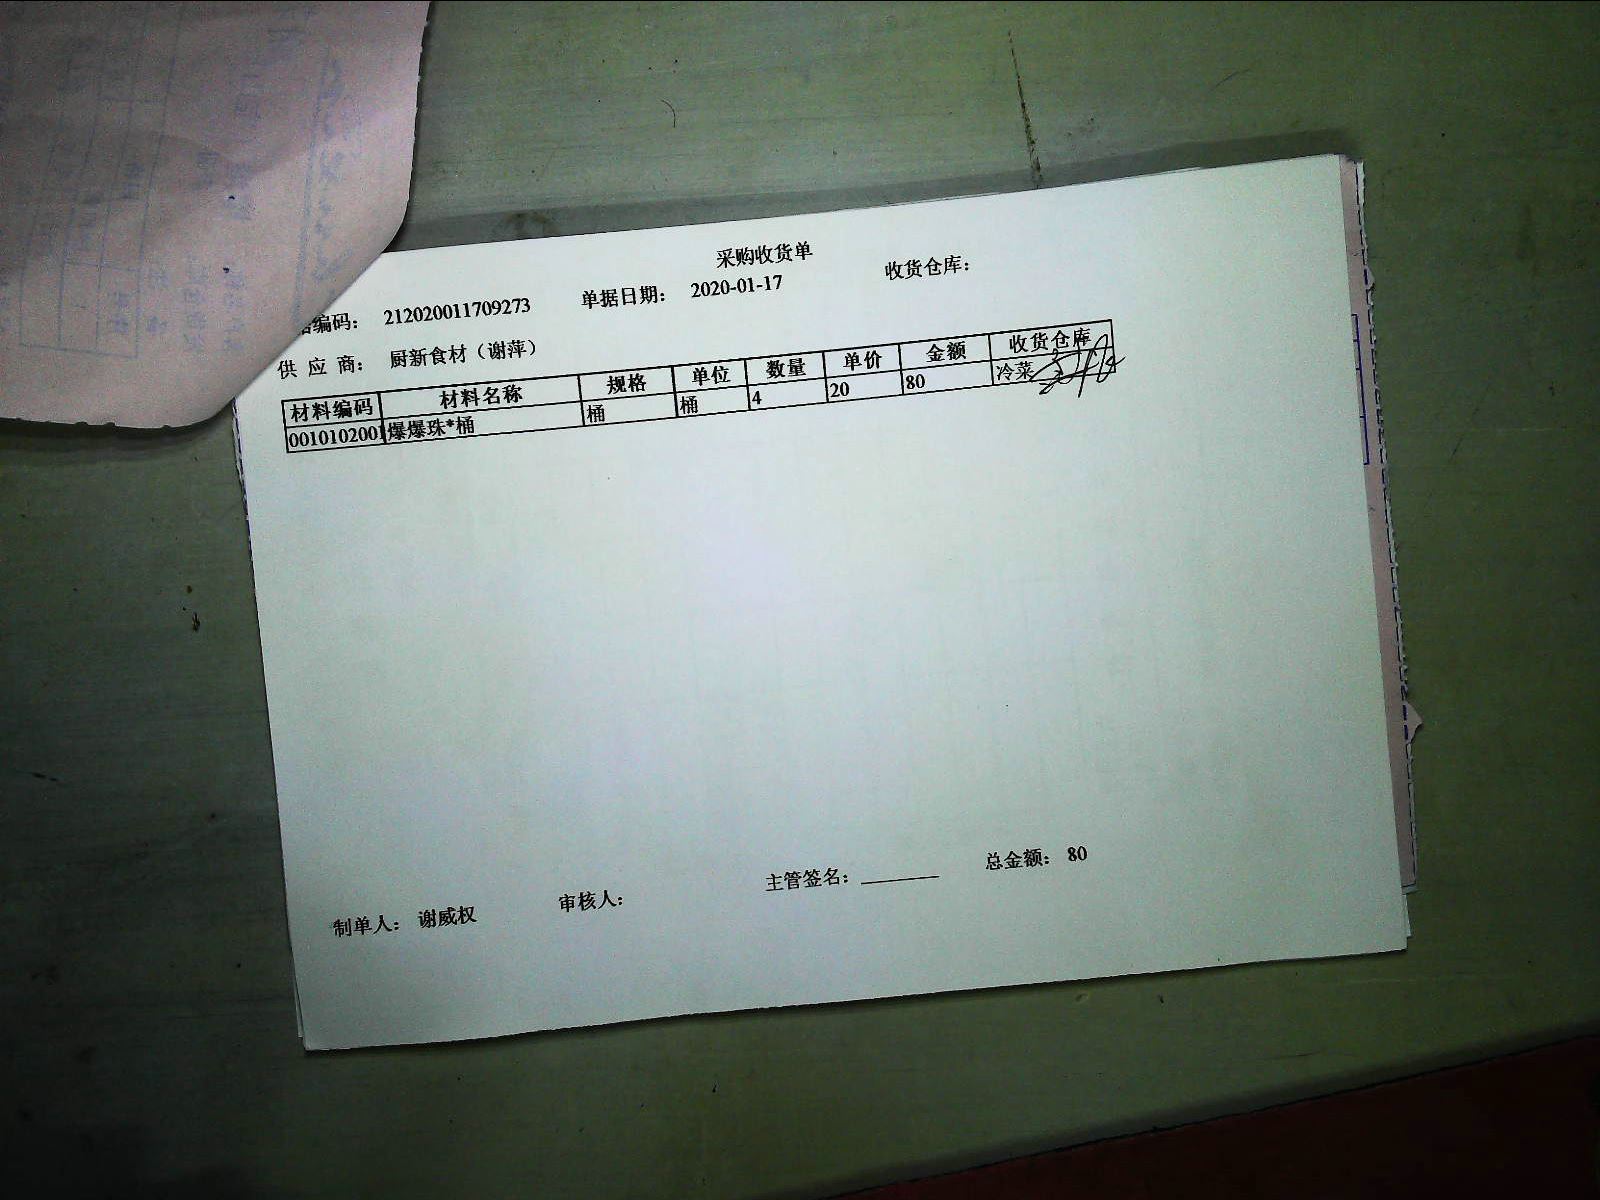 采购收货单
编码: 212020011709273 单据日期: 2020-01-17 收货仓库:
供 应 商: 厨新食材（谢萍）
材料编码 材料名称 规格 单位 数量 单价 金额 收货仓库
0010102001 爆爆珠*桶 桶 桶 4 20 80 冷菜
制单人: 谢威权 审核人: 主管签名: ________ 总金额: 80